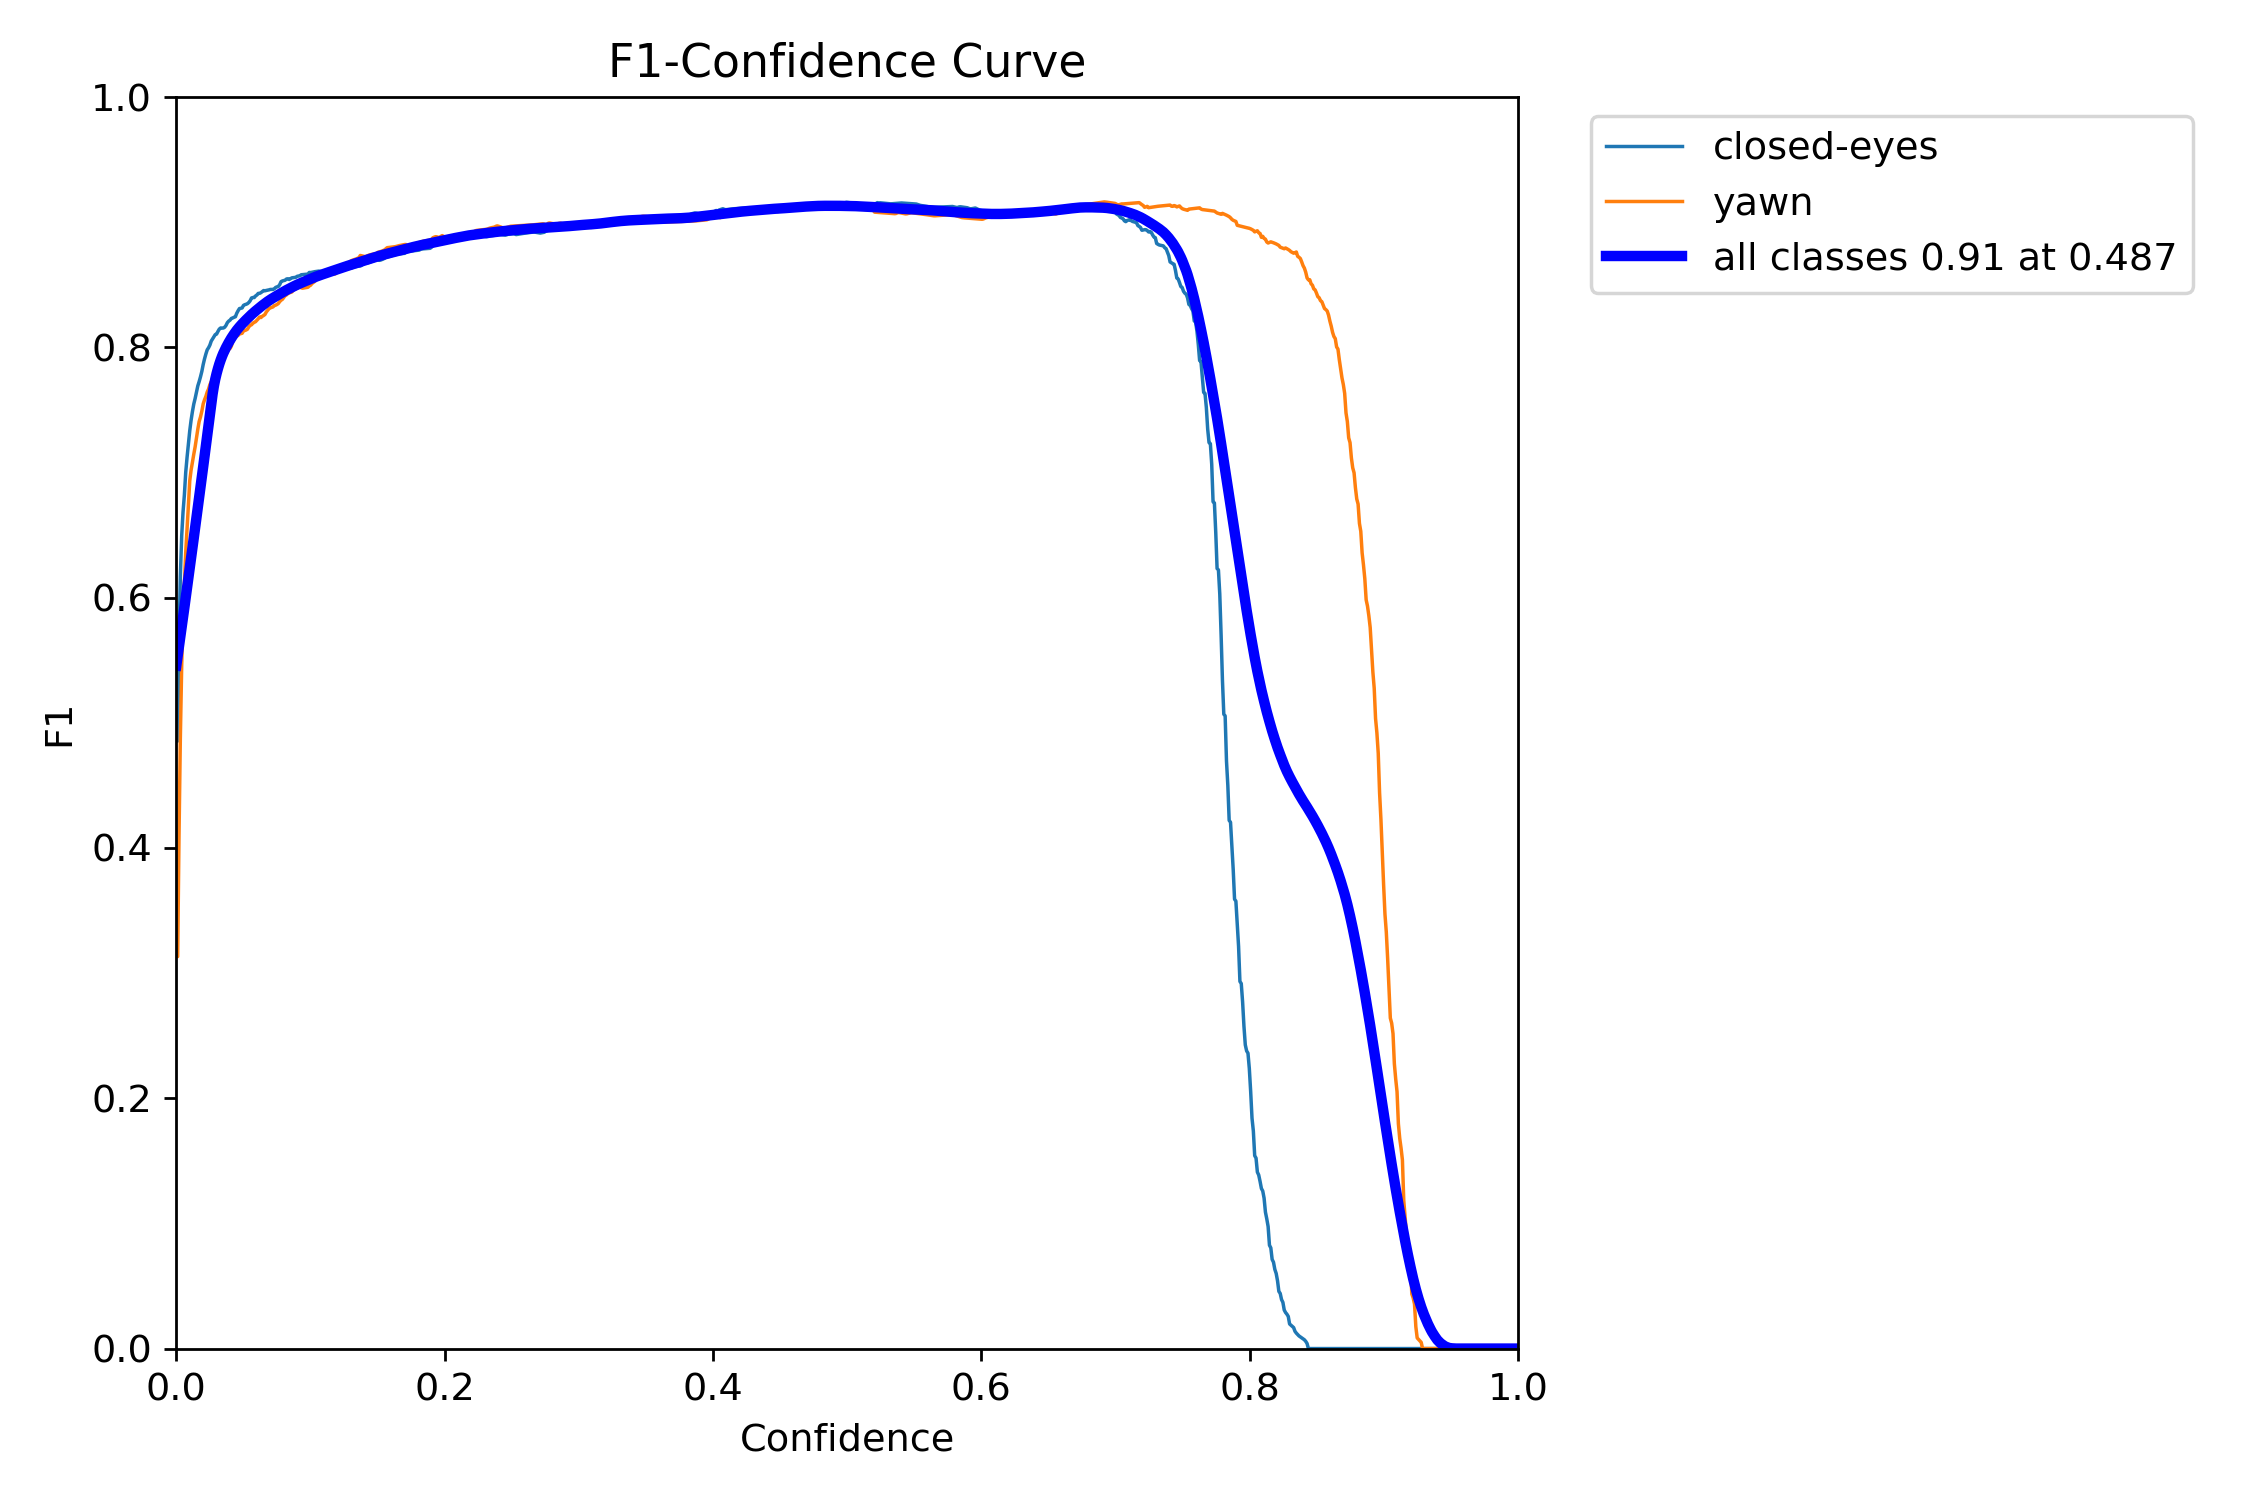 F1-Confidence Curve
1.0
0.8
0.6
0.4
0.2
0.0
F1
0.0 0.2 0.4 0.6 0.8 1.0
Confidence
closed-eyes
yawn
all classes 0.91 at 0.487